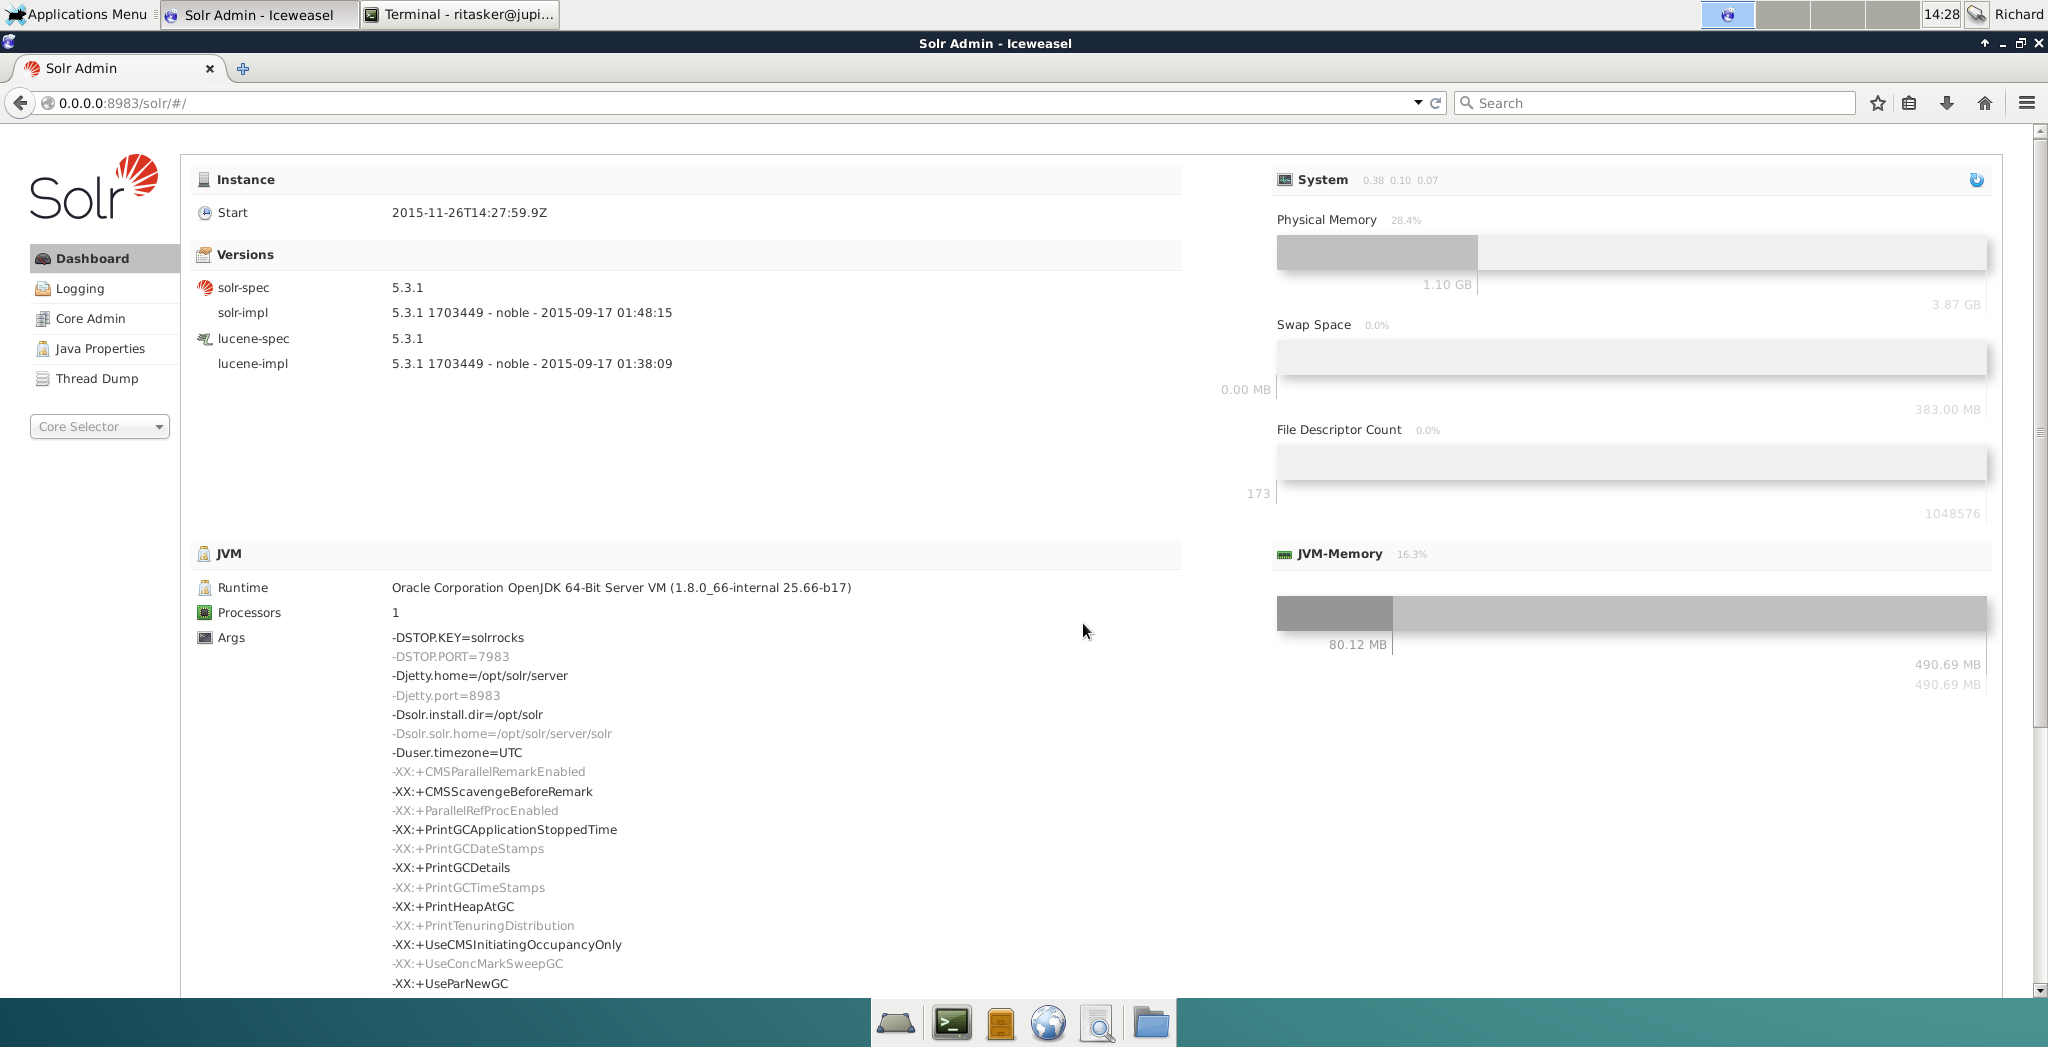 Applications Menu
Solr Admin - Iceweasel
Terminal - ritasker@jupi...
14:28
Richard
Solr Admin - Iceweasel
Solr Admin
0.0.0.0:8983/solr/#/
Search
Solr
Dashboard
Logging
Core Admin
Java Properties
Thread Dump
Core Selector
Instance
Start 2015-11-26T14:27:59.9Z
Versions
solr-spec 5.3.1
solr-impl 5.3.1 1703449 - noble - 2015-09-17 01:48:15
lucene-spec 5.3.1
lucene-impl 5.3.1 1703449 - noble - 2015-09-17 01:38:09
System 0.38 0.10 0.07
Physical Memory 28.4%
1.10 GB
3.87 GB
Swap Space 0.0%
0.00 MB
383.00 MB
File Descriptor Count 0.0%
173
1048576
JVM
Runtime Oracle Corporation OpenJDK 64-Bit Server VM (1.8.0_66-internal 25.66-b17)
Processors 1
Args -DSTOP.KEY=solrrocks
-DSTOP.PORT=7983
-Djetty.home=/opt/solr/server
-Djetty.port=8983
-Dsolr.install.dir=/opt/solr
-Dsolr.solr.home=/opt/solr/server/solr
-Duser.timezone=UTC
-XX:+CMSParallelRemarkEnabled
-XX:+CMSScavengeBeforeRemark
-XX:+ParallelRefProcEnabled
-XX:+PrintGCApplicationStoppedTime
-XX:+PrintGCDateStamps
-XX:+PrintGCDetails
-XX:+PrintGCTimeStamps
-XX:+PrintHeapAtGC
-XX:+PrintTenuringDistribution
-XX:+UseCMSInitiatingOccupancyOnly
-XX:+UseConcMarkSweepGC
-XX:+UseParNewGC
JVM-Memory 16.3%
80.12 MB
490.69 MB
490.69 MB